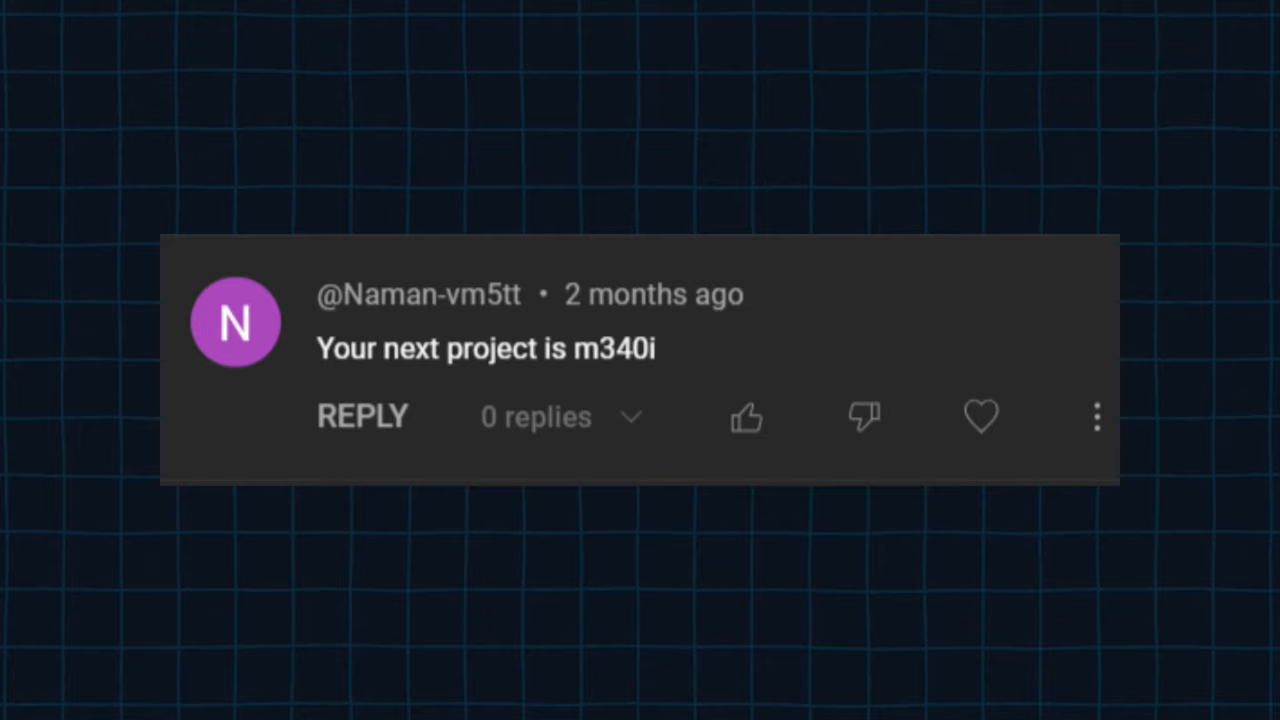 N
@Naman-vm5tt • 2 months ago
Your next project is m340i
REPLY 0 replies